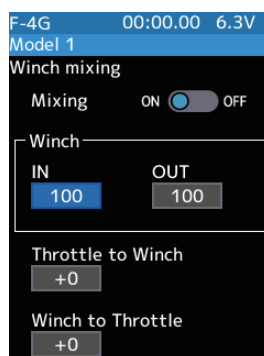 F-4G 00:00.00 6.3V
Model 1
Winch mixing
Mixing ON OFF
Winch
IN OUT
100 100
Throttle to Winch
+0
Winch to Throttle
+0